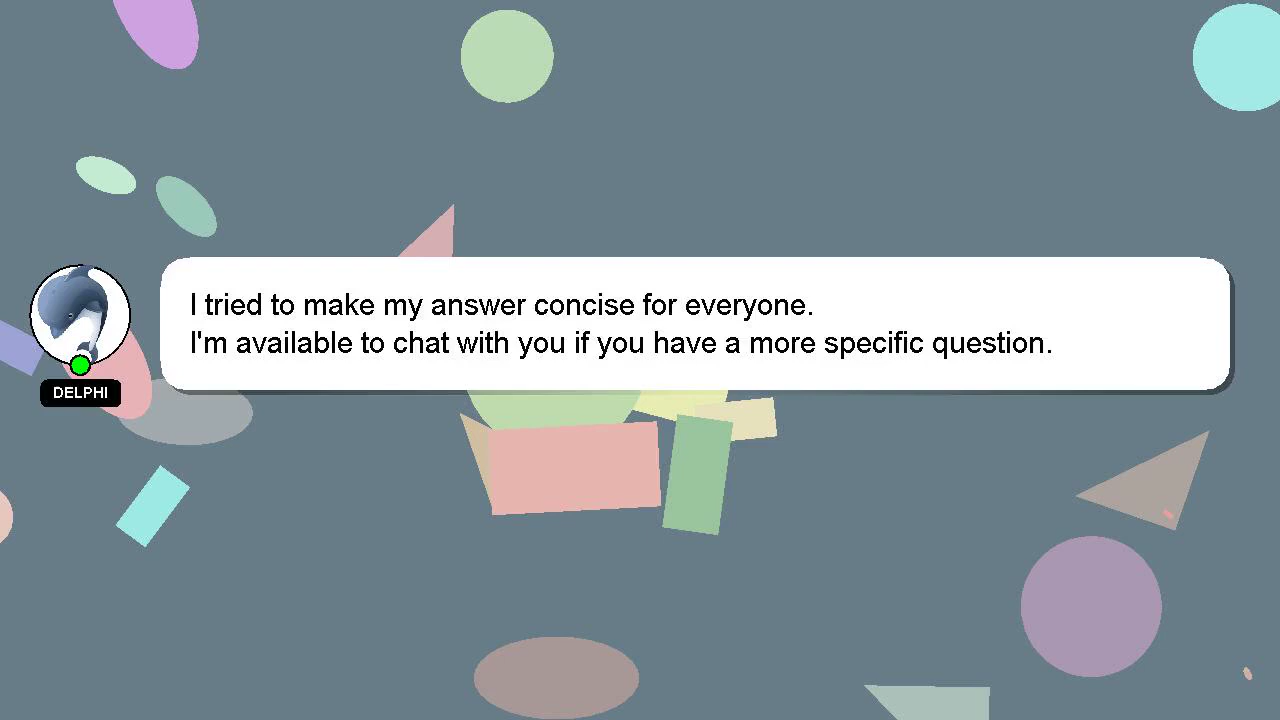 I tried to make my answer concise for everyone.
I'm available to chat with you if you have a more specific question.
DELPHI